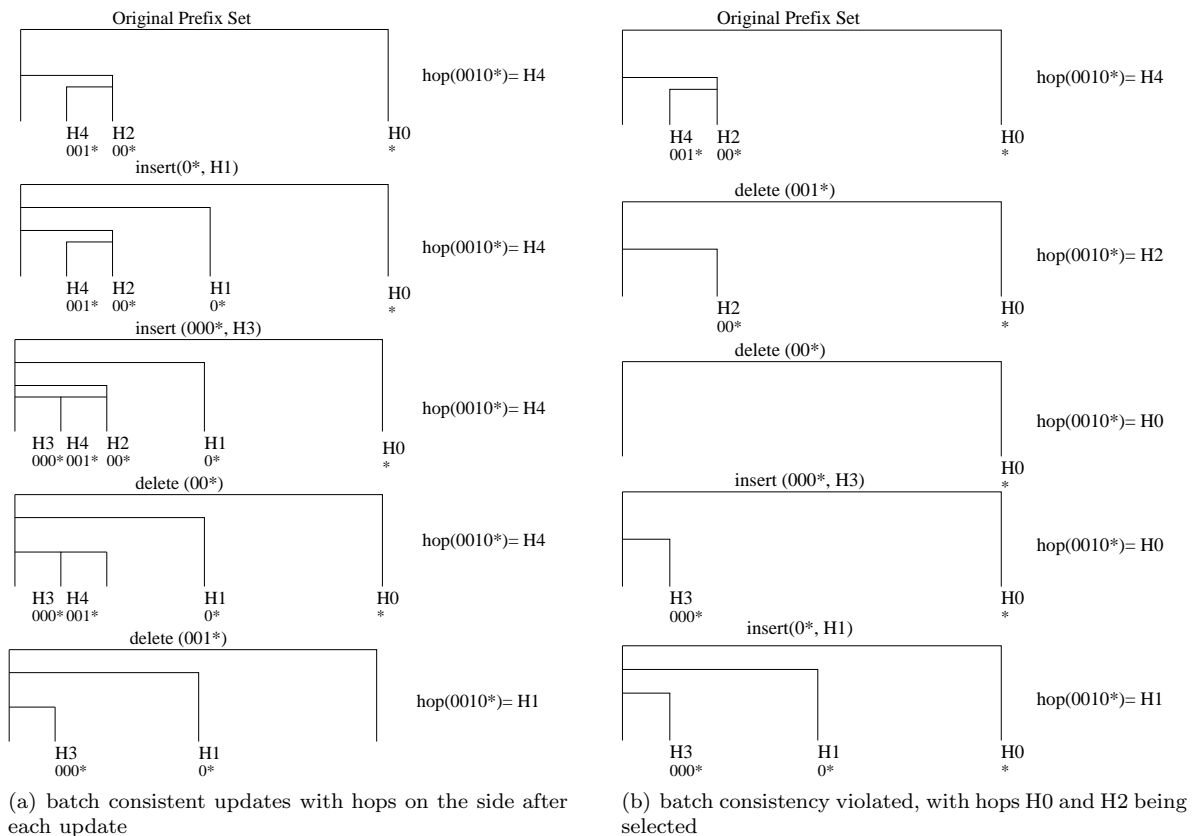 Original Prefix Set
hop(0010*)= H4
H4 H2 H0
001* 00* *
insert(0*, H1)
hop(0010*)= H4
H4 H2 H1 H0
001* 00* 0* *
insert (000*, H3)
hop(0010*)= H4
H3 H4 H2 H1 H0
000* 001* 00* 0* *
delete (00*)
hop(0010*)= H4
H3 H4 H1 H0
000* 001* 0* *
delete (001*)
hop(0010*)= H1
H3 H1
000* 0*
(a) batch consistent updates with hops on the side after
each update
Original Prefix Set
hop(0010*)= H4
H4 H2 H0
001* 00* *
delete (001*)
hop(0010*)= H2
H2 H0
00* *
delete (00*)
hop(0010*)= H0
H0
*
insert (000*, H3)
hop(0010*)= H0
H3 H0
000* *
insert(0*, H1)
hop(0010*)= H1
H3 H1 H0
000* 0* *
(b) batch consistency violated, with hops H0 and H2 being
selected